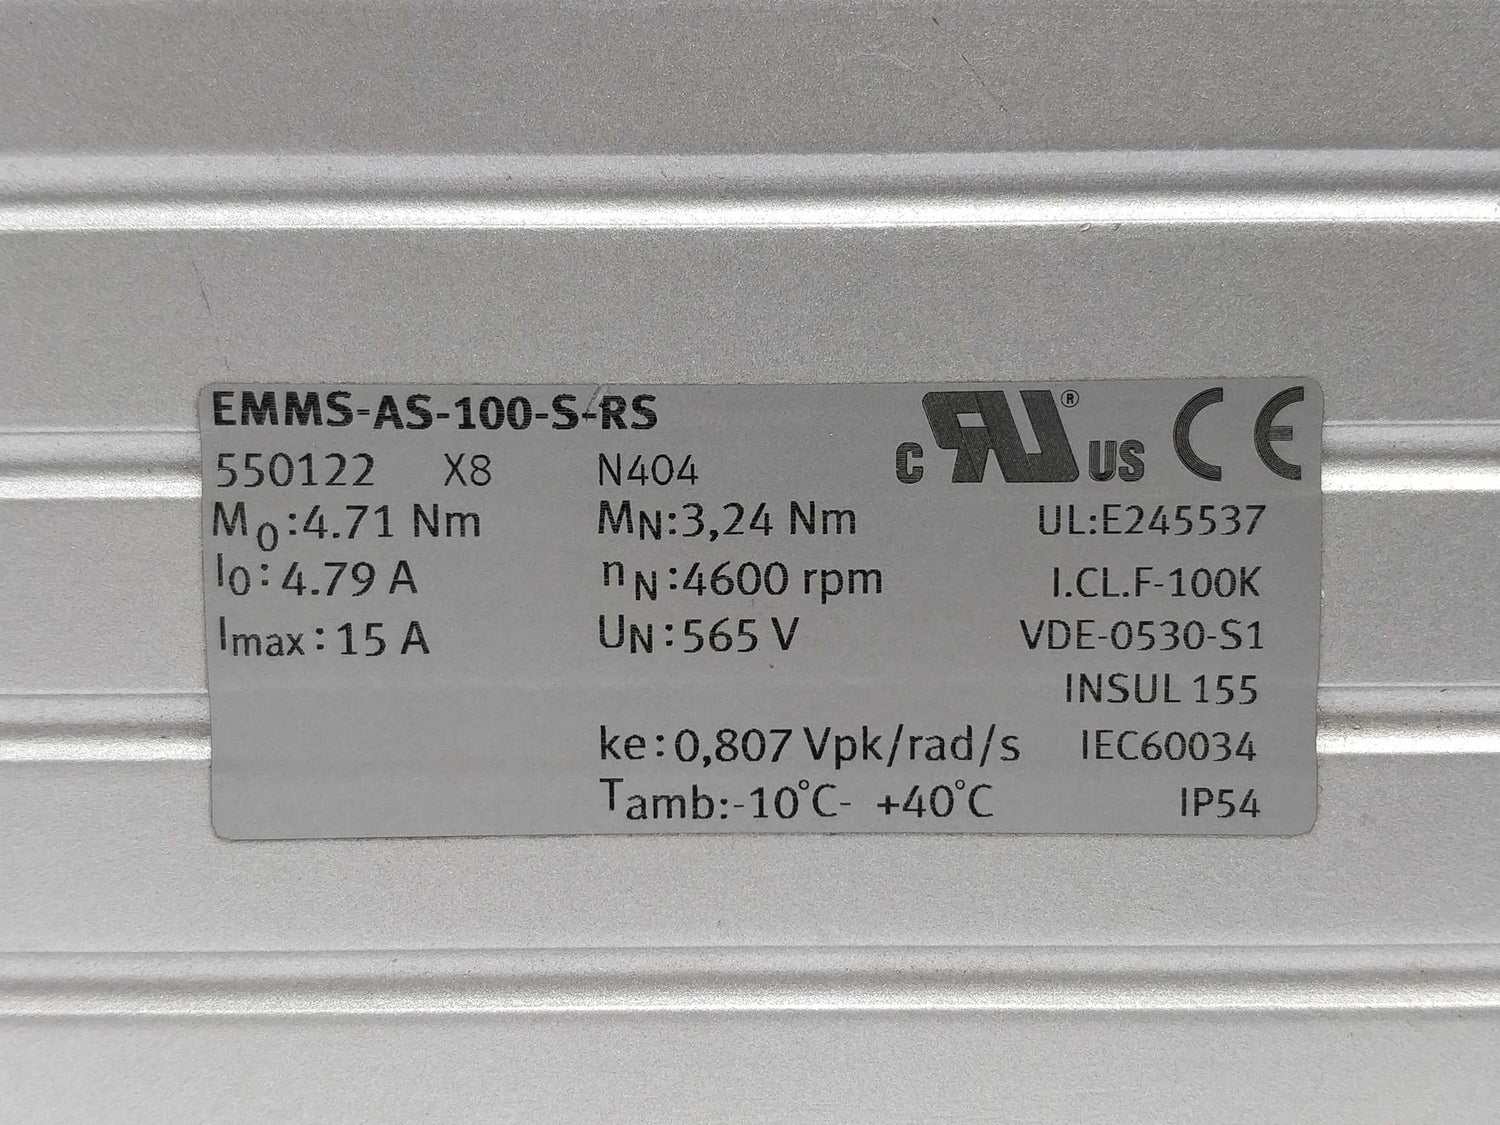 EMMS-AS-100-S-RS
550122 X8 N404
c RU ® US CE
M0:4.71 Nm MN:3,24 Nm UL:E245537
I0:4.79 A nN:4600 rpm I.CL.F-100K
Imax:15 A UN:565 V VDE-0530-S1
INSUL 155
ke:0,807 Vpk/rad/s IEC60034
Tamb:-10°C- +40°C IP54